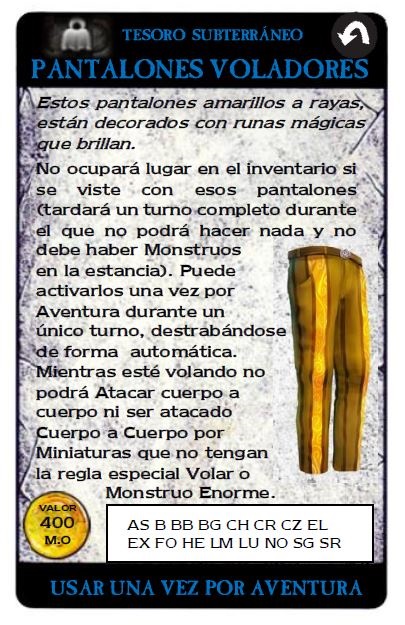 TESORO SUBTERRÁNEO
PANTALONES VOLADORES
Estos pantalones amarillos a rayas,
están decorados con runas mágicas
que brillan.
No ocupará lugar en el inventario si
se viste con esos pantalones
(tardará un turno completo durante
el que no podrá hacer nada y no
debe haber Monstruos
en la estancia). Puede
activarlos una vez por
Aventura durante un
único turno, destrabándose
de forma automática.
Mientras esté volando no
podrá Atacar cuerpo a
cuerpo ni ser atacado
Cuerpo a Cuerpo por
Miniaturas que no tengan
la regla especial Volar o
Monstruo Enorme.
VALOR
400
M.O
AS B BB BG CH CR CZ EL
EX FO HE LM LU NO SG SR
USAR UNA VEZ POR AVENTURA